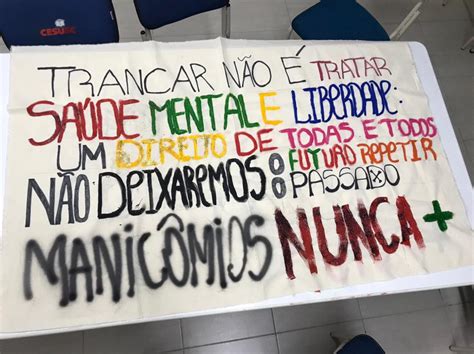 CESUSC
TRANCAR NÃO É TRATAR
SAÚDE MENTAL E LIBERDADE:
UM DIREITO DE TODAS E TODOS
NÃO DEIXAREMOS O FUTURO REPETIR
O PASSADO
MANICÔMIOS NUNCA +